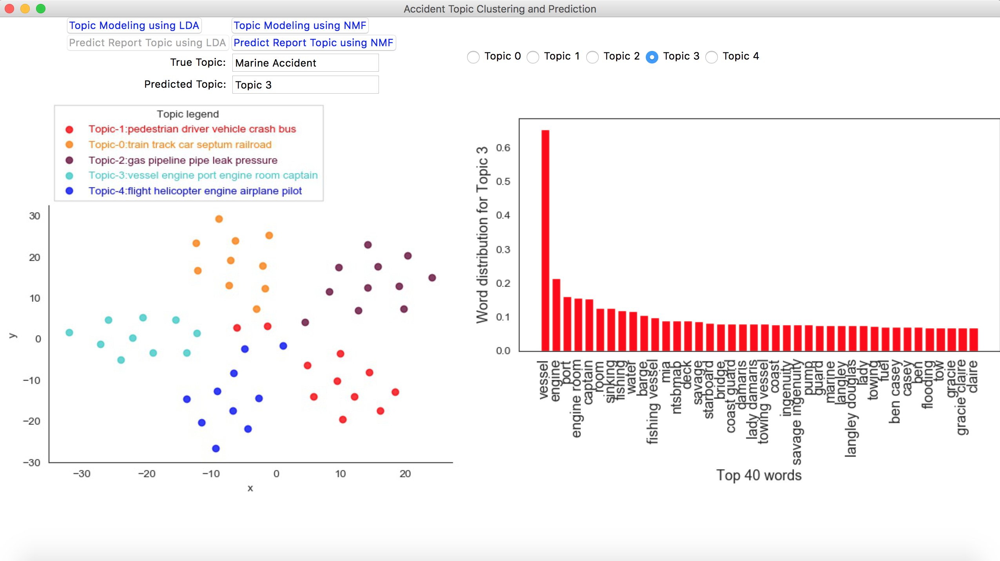 Accident Topic Clustering and Prediction
Topic Modeling using LDA
Topic Modeling using NMF
Predict Report Topic using LDA
Predict Report Topic using NMF
True Topic:
Marine Accident
Predicted Topic:
Topic 3
Topic 0
Topic 1
Topic 2
Topic 3
Topic 4
Topic legend
Topic-1:pedestrian driver vehicle crash bus
Topic-0:train track car septum railroad
Topic-2:gas pipeline pipe leak pressure
Topic-3:vessel engine port engine room captain
Topic-4:flight helicopter engine airplane pilot
30
20
10
0
−10
−20
−30
y
−30
−20
−10
0
10
20
x
Word distribution for Topic 3
0.6
0.5
0.4
0.3
0.2
0.1
0.0
vessel
engine
port
engine room
captain
room
sinking
fishing
water
barge
fishing vessel
mia
ntsbmab
deck
savage
starboard
bridge
coast guard
damaris
lady damaris
towing vessel
coast
ingenuity
savage ingenuity
pump
guard
marine
langley
langley douglas
lady
towing
fuel
ben casey
casey
ben
flooding
tow
gracie
gracie claire
claire
Top 40 words